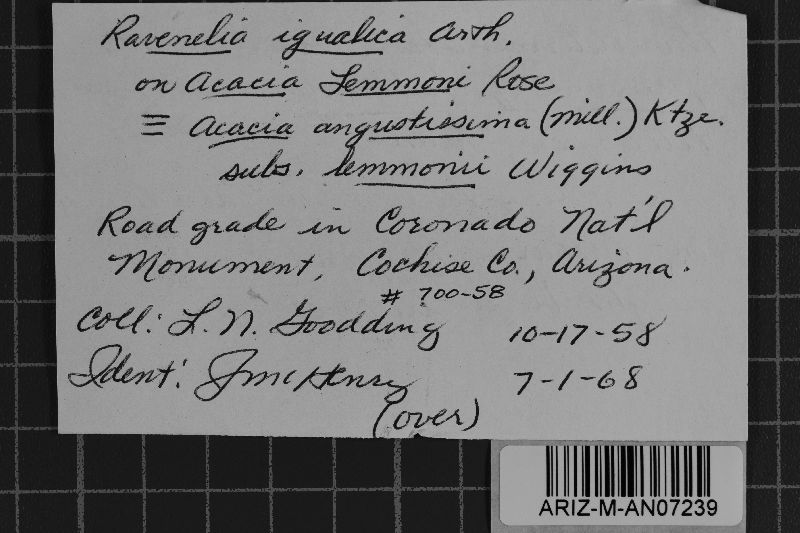 Ravenelia igualica Arth.
on Acacia Lemmoni Rose
≡ Acacia angustissima (Mill.) Ktze.
subs. lemmonii Wiggins
Road grade in Coronado Nat'l
Monument, Cochise Co., Arizona.
# 700-58
Coll: L. N. Goodding 10-17-58
Ident: J McHenry 7-1-68
(over)
ARIZ-M-AN07239